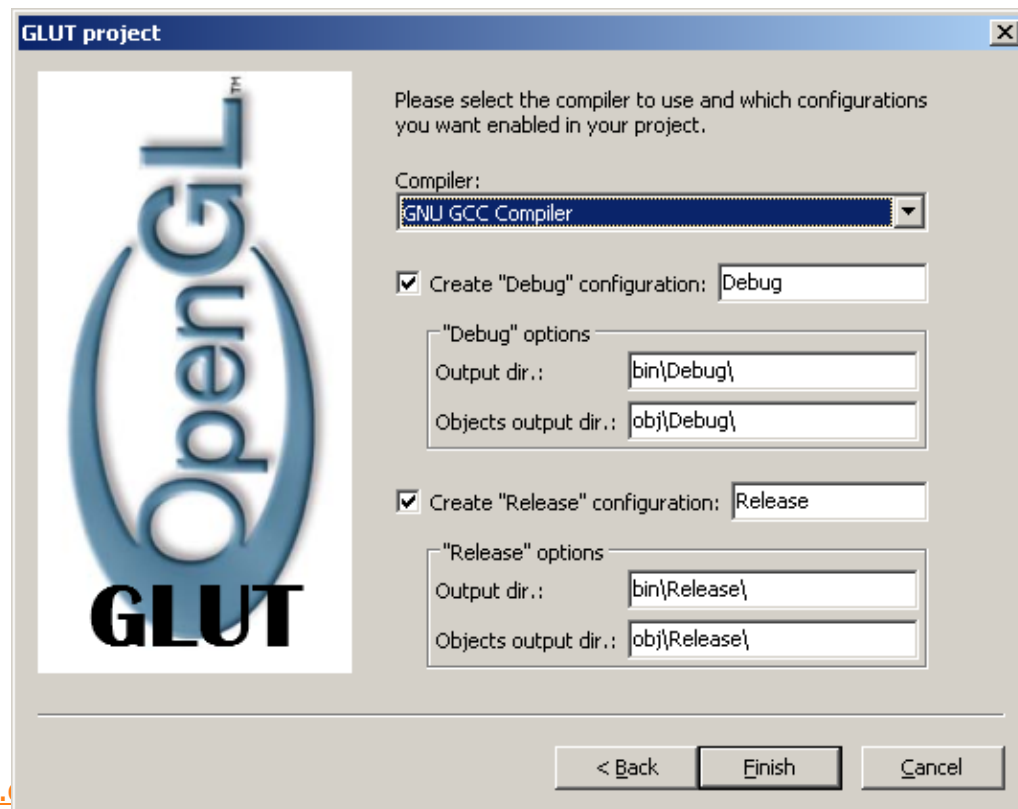 GLUT project
Please select the compiler to use and which configurations
you want enabled in your project.
Compiler:
GNU GCC Compiler
Create "Debug" configuration: Debug
"Debug" options
Output dir.: bin\Debug\
Objects output dir.: obj\Debug\
Create "Release" configuration: Release
"Release" options
Output dir.: bin\Release\
Objects output dir.: obj\Release\
OpenGL™
GLUT
< Back Finish Cancel